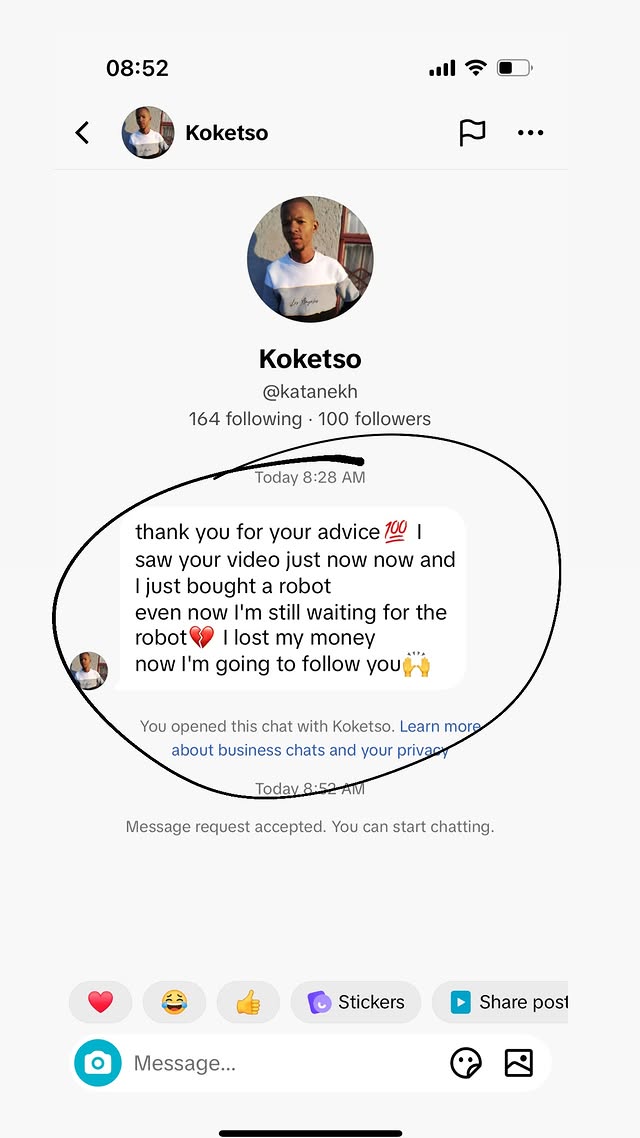 08:52
Koketso
Koketso
@katanekh
164 following · 100 followers
Today 8:28 AM
thank you for your advice💯 I
saw your video just now now and
I just bought a robot
even now I'm still waiting for the
robot💔 I lost my money
now I'm going to follow you🙌
You opened this chat with Koketso. Learn more
about business chats and your privacy
Today 8:52 AM
Message request accepted. You can start chatting.
Stickers
Share post
Message...